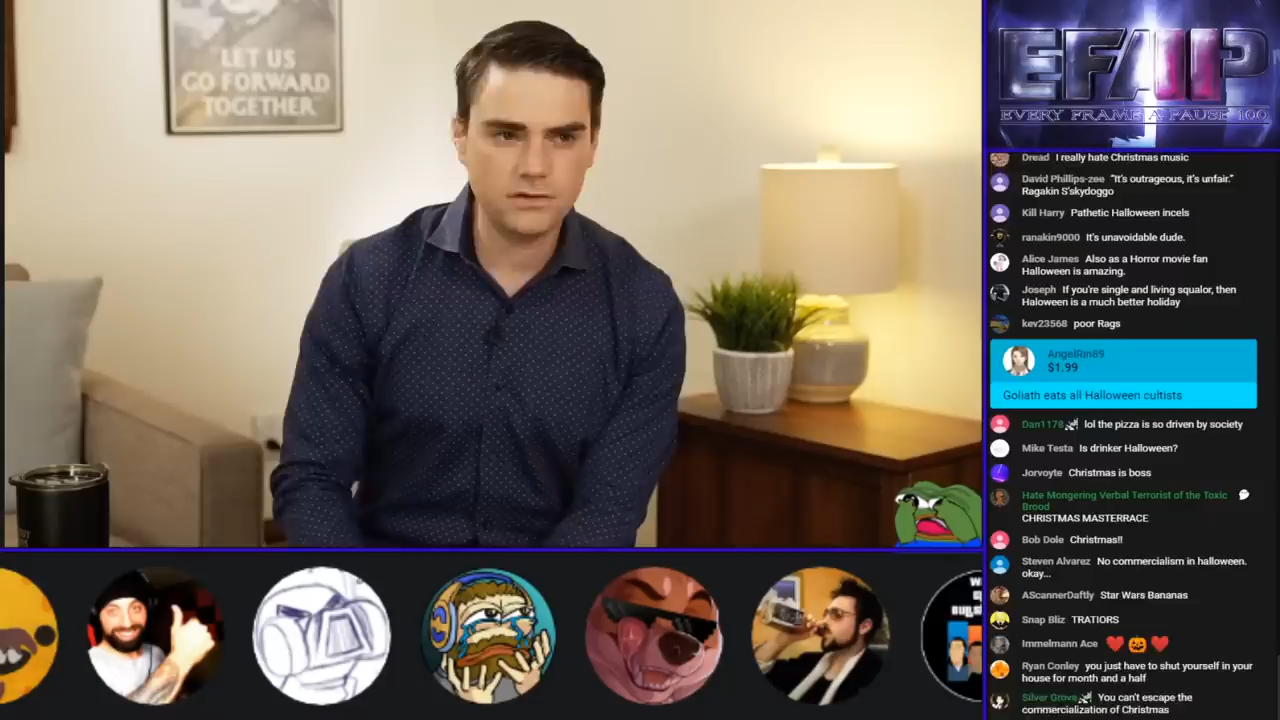 LET US
GO FORWARD
TOGETHER
EFAP
EVERY FRAME A PAUSE 100
Dread I really hate Christmas music
David Phillips-zee “It's outrageous, it's unfair.”
Ragakin S'skydoggo
Kill Harry Pathetic Halloween incels
ranakin9000 It's unavoidable dude.
Alice James Also as a Horror movie fan
Halloween is amazing.
Joseph If you're single and living squalor, then
Haloween is a much better holiday
kev23568 poor Rags
AngelRin89
$1.99
Goliath eats all Halloween cultists
Dan1178 lol the pizza is so driven by society
Mike Testa Is drinker Halloween?
Jorvoyte Christmas is boss
Hate Mongering Verbal Terrorist of the Toxic
Brood
CHRISTMAS MASTERRACE
Bob Dole Christmas!!
Steven Alvarez No commercialism in halloween.
okay...
AScannerDaftly Star Wars Bananas
Snap Bliz TRATIORS
Immelmann Ace ❤️🎃❤️
Ryan Conley you just have to shut yourself in your
house for month and a half
Silver Grove You can't escape the
commercialization of Christmas